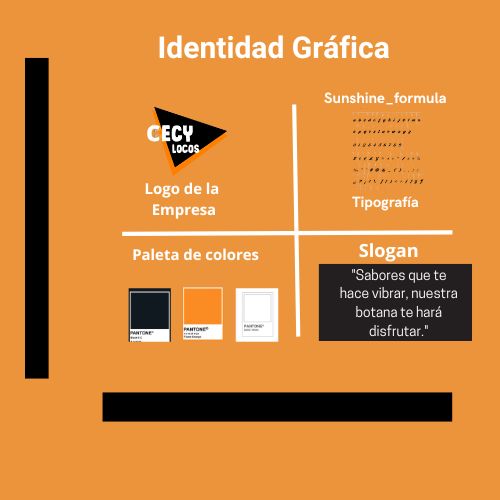 Identidad Gráfica
Sunshine_formula
CECY
LOCOS
Logo de la
Empresa
Tipografía
Paleta de colores
Slogan
"Sabores que te
hace vibrar, nuestra
botana te hará
disfrutar."
PANTONE®
PANTONE®
PANTONE®